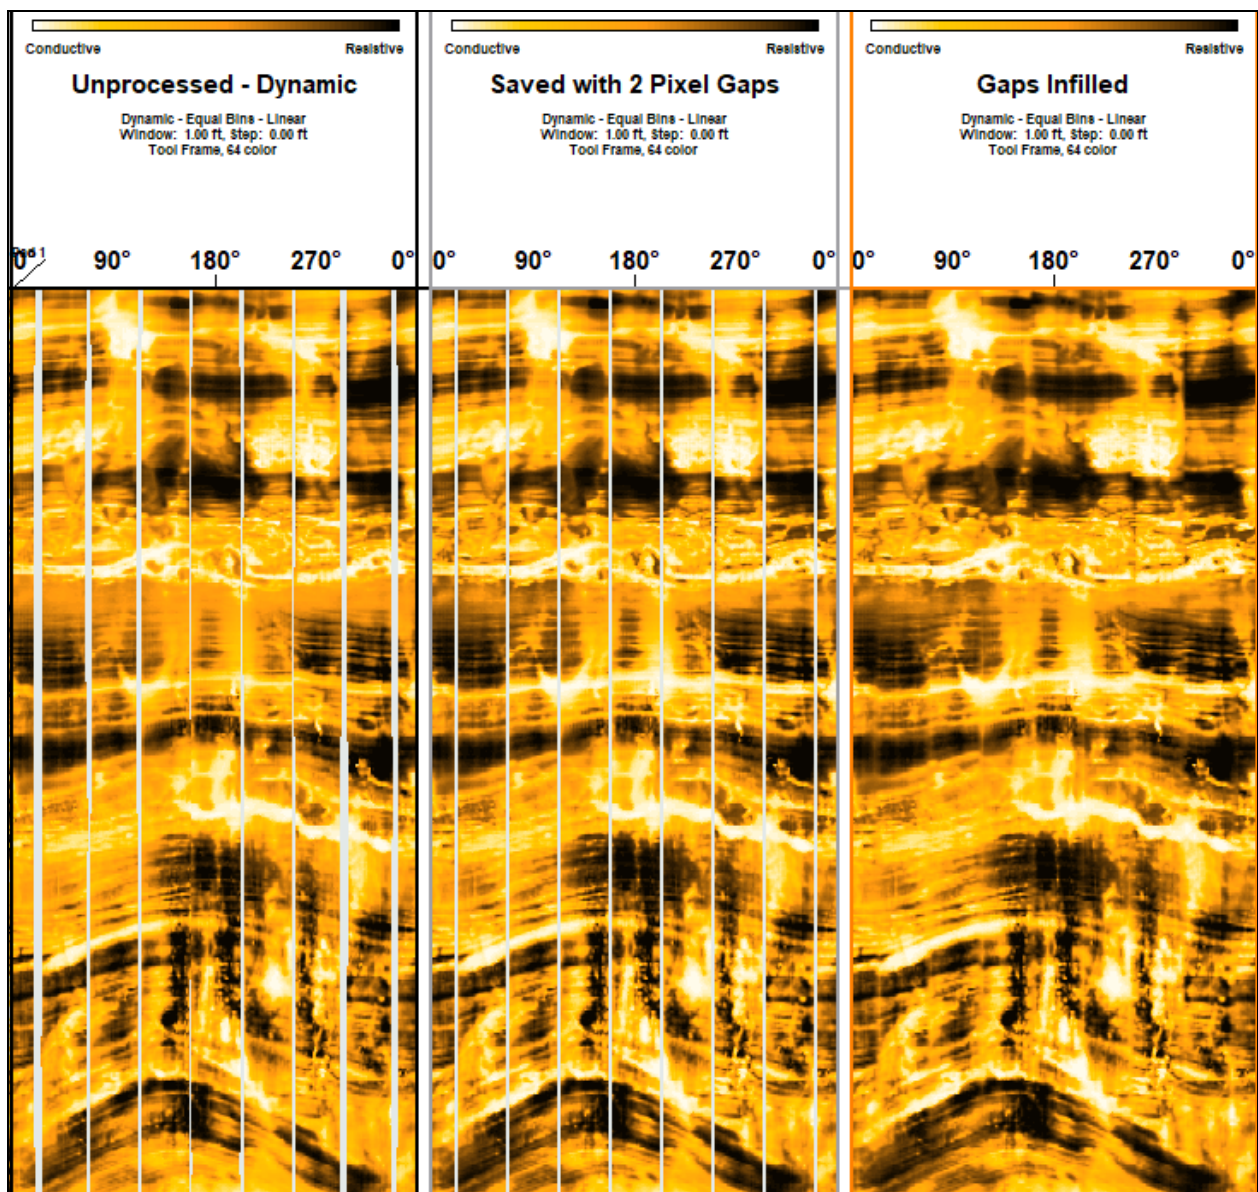 Conductive Resistive
Unprocessed - Dynamic
Dynamic - Equal Bins - Linear
Window: 1.00 ft, Step: 0.00 ft
Tool Frame, 64 color
Pad 1
0° 90° 180° 270° 0°
Conductive Resistive
Saved with 2 Pixel Gaps
Dynamic - Equal Bins - Linear
Window: 1.00 ft, Step: 0.00 ft
Tool Frame, 64 color
0° 90° 180° 270° 0°
Conductive Resistive
Gaps Infilled
Dynamic - Equal Bins - Linear
Window: 1.00 ft, Step: 0.00 ft
Tool Frame, 64 color
0° 90° 180° 270° 0°